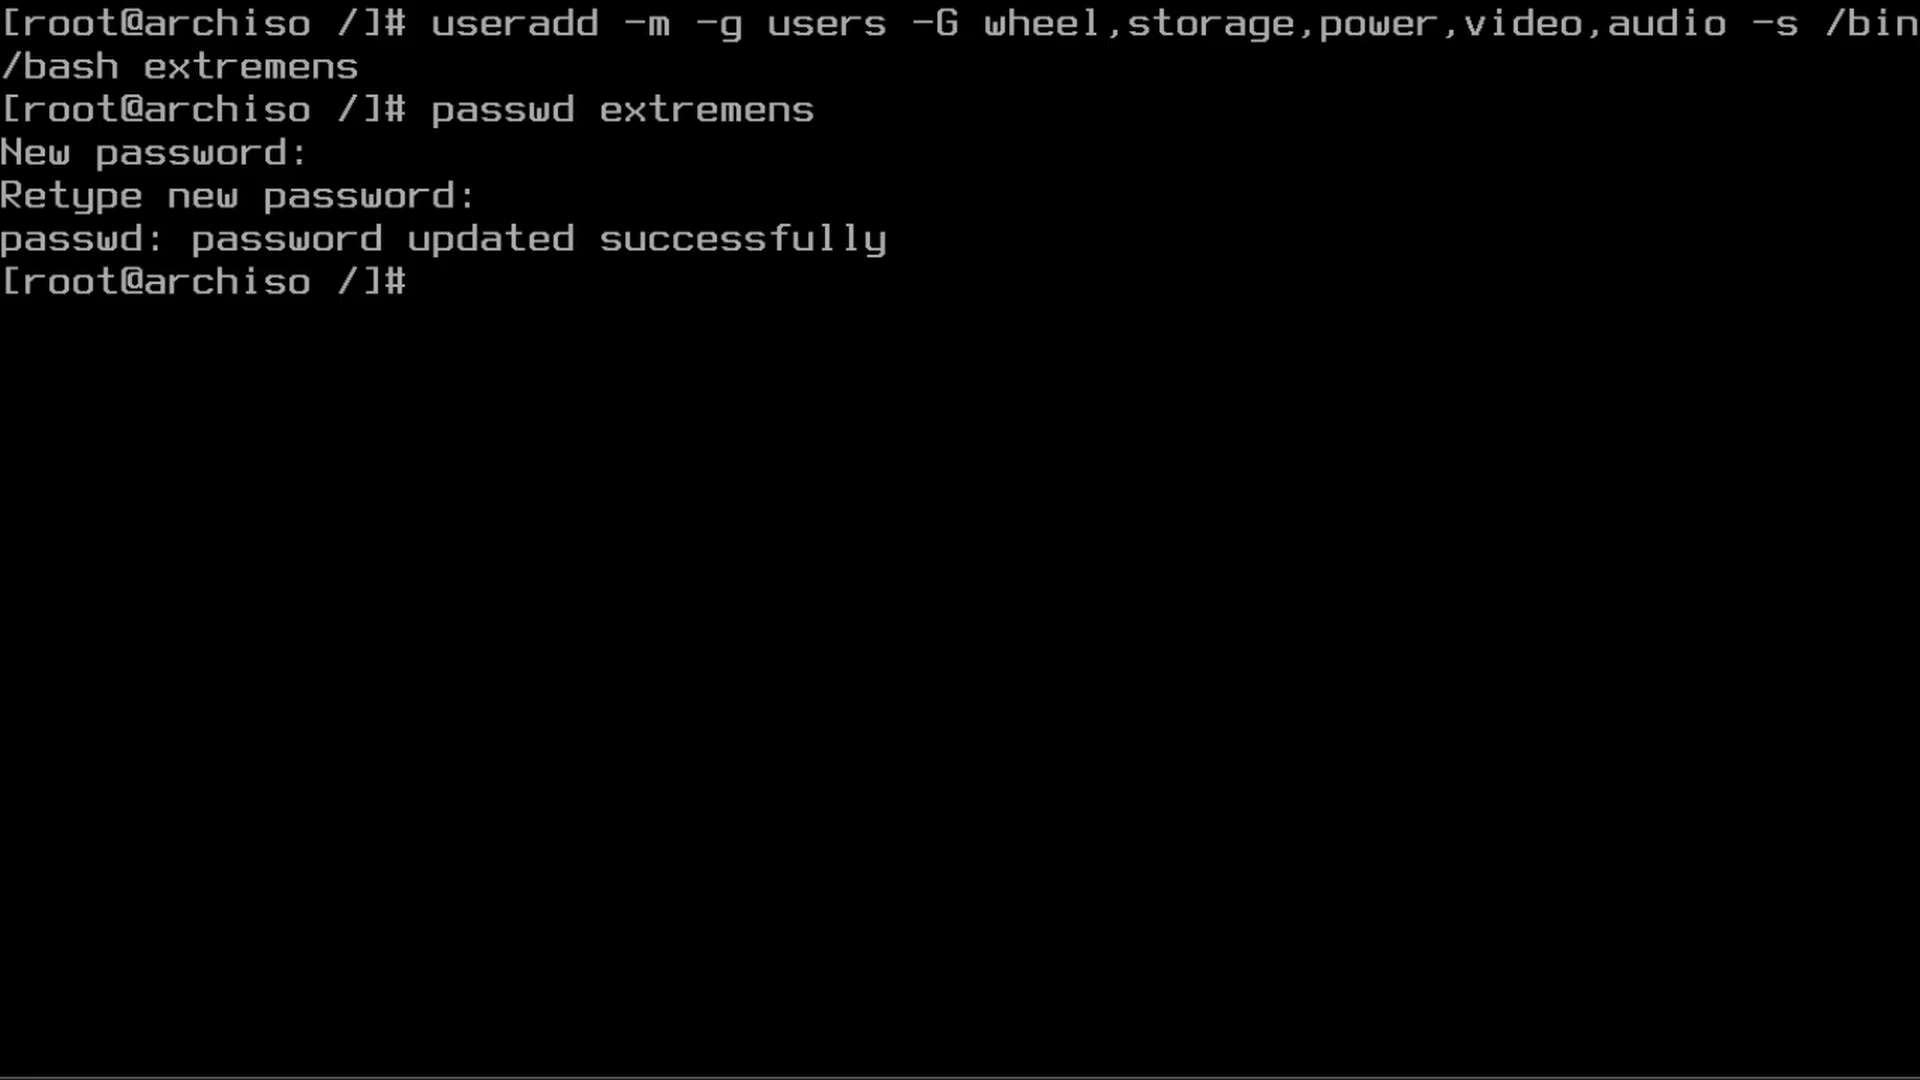 [root@archiso /]# useradd -m -g users -G wheel,storage,power,video,audio -s /bin
/bash extremens
[root@archiso /]# passwd extremens
New password:
Retype new password:
passwd: password updated successfully
[root@archiso /]#